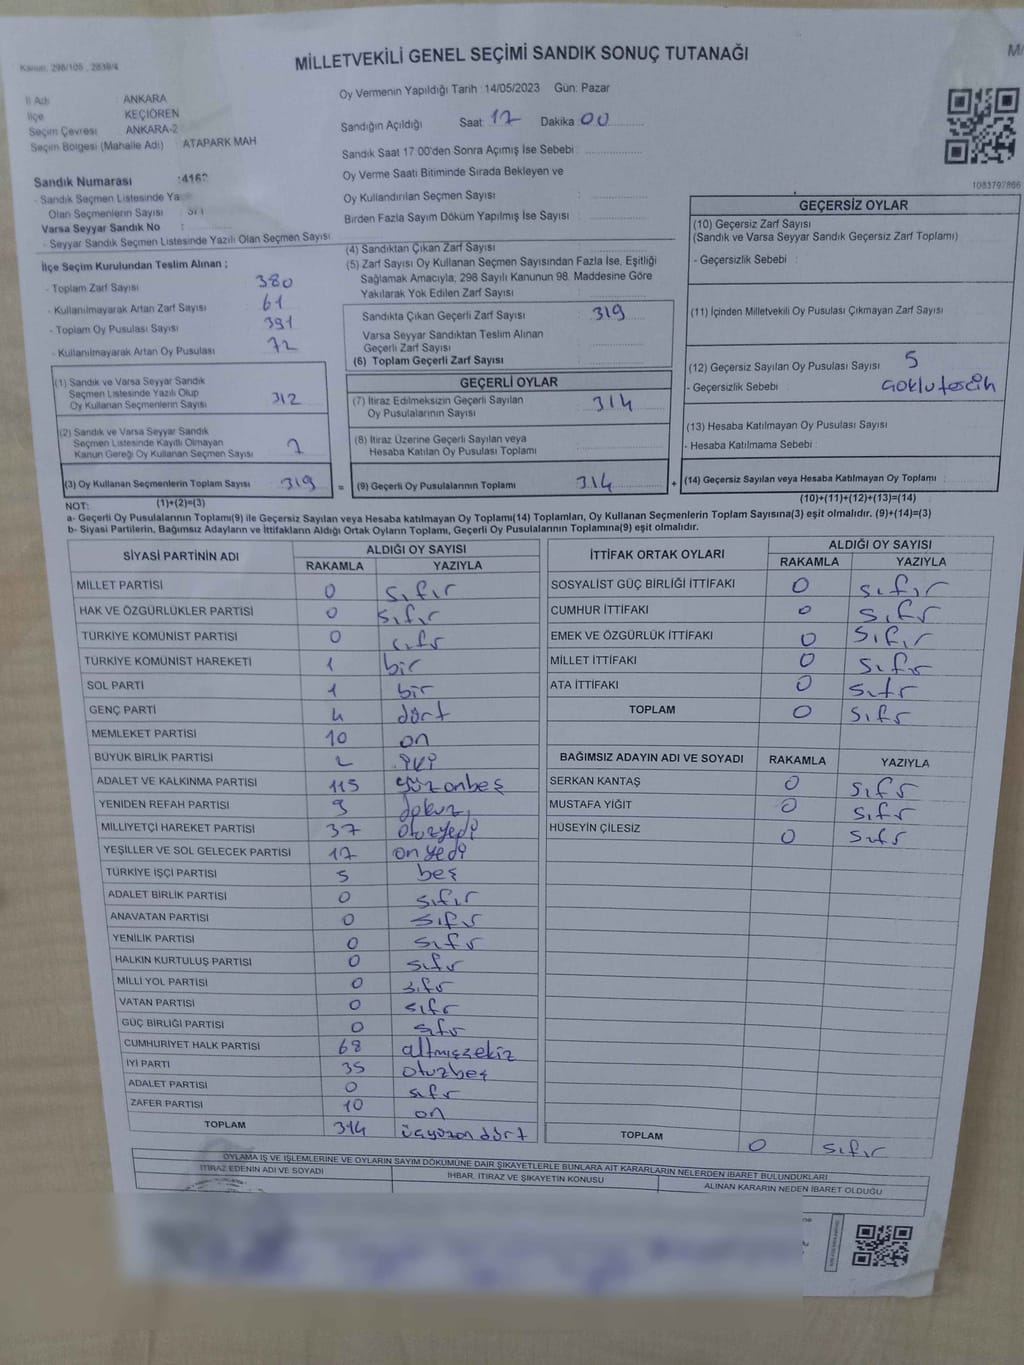 Kanun: 298/105 , 2839/4
MİLLETVEKİLİ GENEL SEÇİMİ SANDIK SONUÇ TUTANAĞI
İl Adı : ANKARA
İlçe : KEÇİÖREN
Seçim Çevresi : ANKARA-2
Seçim Bölgesi (Mahalle Adı) : ATAPARK MAH
Sandık Numarası
- Sandık Seçmen Listesinde
Olan Seçmenlerin Sayısı :
Varsa Seyyar Sandık No :
- Seyyar Sandık Seçmen Listesinde Yazılı Olan Seçmen Sayısı
Oy Vermenin Yapıldığı Tarih :14/05/2023 Gün: Pazar
Sandığın Açıldığı Saat 17 Dakika 00
Sandık Saat 17:00'den Sonra Açımış İse Sebebi :
Oy Verme Saati Bitiminde Sırada Bekleyen ve
Oy Kullandırılan Seçmen Sayısı :
Birden Fazla Sayım Döküm Yapılmış İse Sayısı :
1083797866
İlçe Seçim Kurulundan Teslim Alınan ;
- Toplam Zarf Sayısı 380
- Kullanılmayarak Artan Zarf Sayısı 61
- Toplam Oy Pusulası Sayısı 391
- Kullanılmayarak Artan Oy Pusulası 72
(1) Sandık ve Varsa Seyyar Sandık
Seçmen Listesinde Yazılı Olup
Oy Kullanan Seçmenlerin Sayısı 312
(2) Sandık ve Varsa Seyyar Sandık
Seçmen Listesinde Kayıtlı Olmayan
Kanun Gereği Oy Kullanan Seçmen Sayısı 7
(3) Oy Kullanan Seçmenlerin Toplam Sayısı 319 =
(4) Sandıktan Çıkan Zarf Sayısı :
(5) Zarf Sayısı Oy Kullanan Seçmen Sayısından Fazla İse, Eşitliği
Sağlamak Amacıyla, 298 Sayılı Kanunun 98. Maddesine Göre
Yakılarak Yok Edilen Zarf Sayısı :
Sandıkta Çıkan Geçerli Zarf Sayısı : 319
Varsa Seyyar Sandıktan Teslim Alınan
Geçerli Zarf Sayısı :
(6) Toplam Geçerli Zarf Sayısı :
GEÇERLİ OYLAR
(7) İtiraz Edilmeksizin Geçerli Sayılan
Oy Pusulalarının Sayısı : 314
(8) İtiraz Üzerine Geçerli Sayılan veya
Hesaba Katılan Oy Pusulası Toplamı :
(9) Geçerli Oy Pusulalarının Toplamı : 314 +
GEÇERSİZ OYLAR
(10) Geçersiz Zarf Sayısı
(Sandık ve Varsa Seyyar Sandık Geçersiz Zarf Toplamı)
- Geçersizlik Sebebi :
(11) İçinden Milletvekili Oy Pusulası Çıkmayan Zarf Sayısı
(12) Geçersiz Sayılan Oy Pusulası Sayısı : 5
- Geçersizlik Sebebi :
(13) Hesaba Katılmayan Oy Pusulası Sayısı :
- Hesaba Katılmama Sebebi :
(14) Geçersiz Sayılan veya Hesaba Katılmayan Oy Toplamı :
NOT: (1)+(2)=(3) (10)+(11)+(12)+(13)=(14)
a- Geçerli Oy Pusulalarının Toplamı(9) ile Geçersiz Sayılan veya Hesaba katılmayan Oy Toplamı(14) Toplamları, Oy Kullanan Seçmenlerin Toplam Sayısına(3) eşit olmalıdır. (9)+(14)=(3)
b- Siyasi Partilerin, Bağımsız Adayların ve İttifakların Aldığı Ortak Oyların Toplamı, Geçerli Oy Pusulalarının Toplamına(9) eşit olmalıdır.
SİYASİ PARTİNİN ADI ALDIĞI OY SAYISI
RAKAMLA YAZIYLA
MİLLET PARTİSİ 0 sıfır
HAK VE ÖZGÜRLÜKLER PARTİSİ 0 sıfır
TÜRKİYE KOMÜNİST PARTİSİ 0 sıfır
TÜRKİYE KOMÜNİST HAREKETİ 1 bir
SOL PARTİ 1 bir
GENÇ PARTİ 4 dört
MEMLEKET PARTİSİ 10 on
BÜYÜK BİRLİK PARTİSİ 2 iki
ADALET VE KALKINMA PARTİSİ 115 yüzonbeş
YENİDEN REFAH PARTİSİ 9 dokuz
MİLLİYETÇİ HAREKET PARTİSİ 37 otuzyedi
YEŞİLLER VE SOL GELECEK PARTİSİ 17 onyedi
TÜRKİYE İŞÇİ PARTİSİ 5 beş
ADALET BİRLİK PARTİSİ 0 sıfır
ANAVATAN PARTİSİ 0 sıfır
YENİLİK PARTİSİ 0 sıfır
HALKIN KURTULUŞ PARTİSİ 0 sıfır
MİLLİ YOL PARTİSİ 0 sıfır
VATAN PARTİSİ 0 sıfır
GÜÇ BİRLİĞİ PARTİSİ 0 sıfır
CUMHURİYET HALK PARTİSİ 68 altmışsekiz
İYİ PARTİ 35 otuzbeş
ADALET PARTİSİ 0 sıfır
ZAFER PARTİSİ 10 on
TOPLAM 314 üçyüzon dört
İTTİFAK ORTAK OYLARI ALDIĞI OY SAYISI
RAKAMLA YAZIYLA
SOSYALİST GÜÇ BİRLİĞİ İTTİFAKI 0 sıfır
CUMHUR İTTİFAKI 0 sıfır
EMEK VE ÖZGÜRLÜK İTTİFAKI 0 sıfır
MİLLET İTTİFAKI 0 sıfır
ATA İTTİFAKI 0 sıfır
TOPLAM 0 sıfır
BAĞIMSIZ ADAYIN ADI VE SOYADI RAKAMLA YAZIYLA
SERKAN KANTAŞ 0 sıfır
MUSTAFA YİĞİT 0 sıfır
HÜSEYİN ÇİLESİZ 0 sıfır
TOPLAM 0 sıfır
OYLAMA İŞ VE İŞLEMLERİNE VE OYLARIN SAYIM DÖKÜMÜNE DAİR ŞİKAYETLERLE BUNLARA AİT KARARLARIN NELERDEN İBARET BULUNDUKLARI
İTİRAZ EDENİN ADI VE SOYADI İHBAR, İTİRAZ VE ŞİKAYETİN KONUSU ALINAN KARARIN NEDEN İBARET OLDUĞU